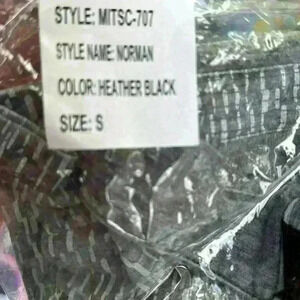 STYLE: MITSC-707
STYLE NAME: NORMAN
COLOR: HEATHER BLACK
SIZE: S